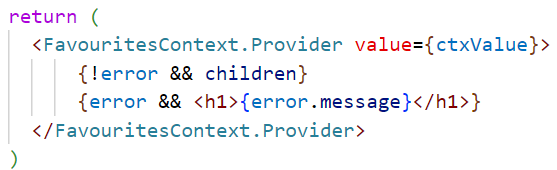 return (
  <FavouritesContext.Provider value={ctxValue}>
      {!error && children}
      {error && <h1>{error.message}</h1>}
  </FavouritesContext.Provider>
)